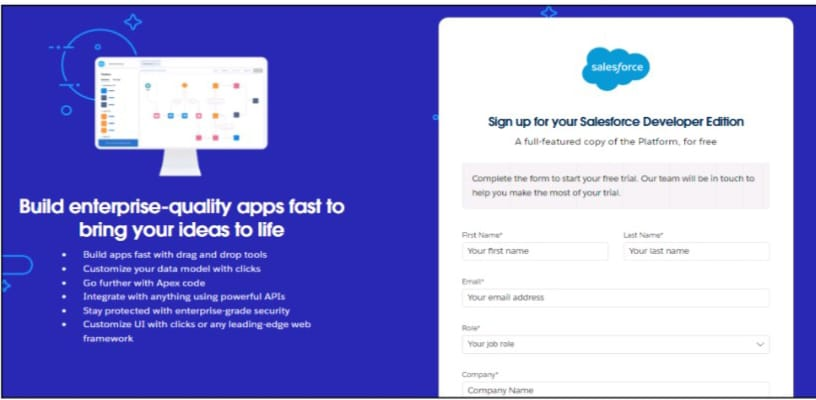 Build enterprise-quality apps fast to
bring your ideas to life
• Build apps fast with drag and drop tools
• Customize your data model with clicks
• Go further with Apex code
• Integrate with anything using powerful APIs
• Stay protected with enterprise-grade security
• Customize UI with clicks or any leading-edge web
framework
salesforce
Sign up for your Salesforce Developer Edition
A full-featured copy of the Platform, for free
Complete the form to start your free trial. Our team will be in touch to
help you make the most of your trial.
First Name* Last Name*
Your first name Your last name
Email*
Your email address
Role*
Your job role
Company*
Company Name